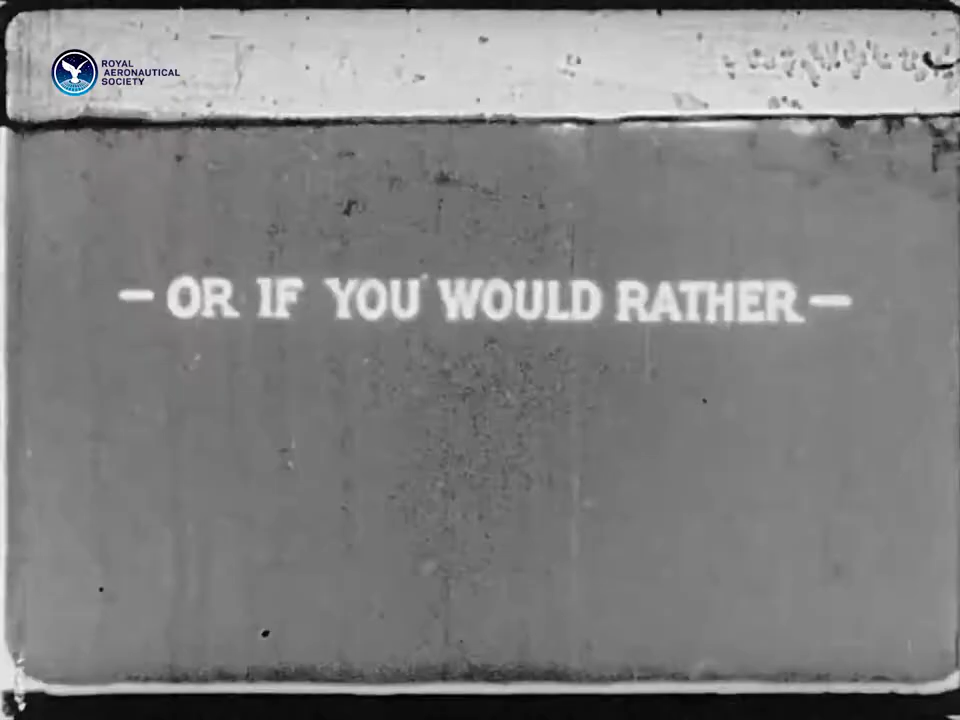 ROYAL
AERONAUTICAL
SOCIETY
— OR IF YOU WOULD RATHER —